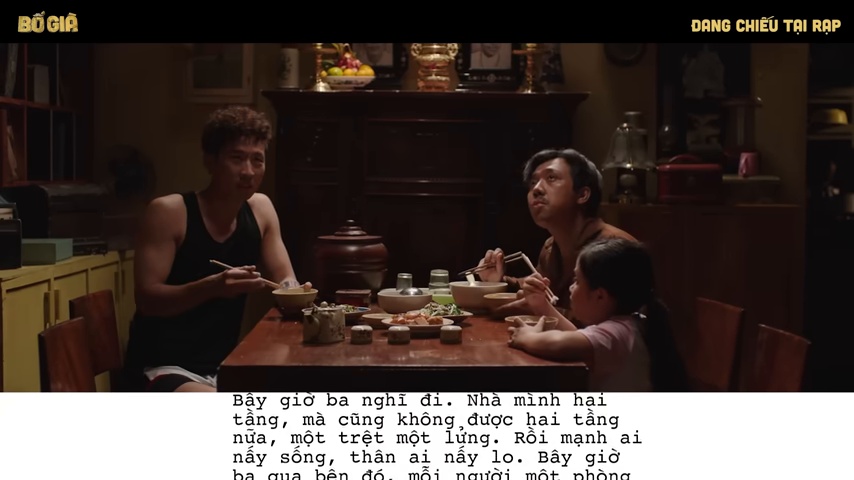 BỐ GIÀ
ĐANG CHIẾU TẠI RẠP
Bây giờ ba nghĩ đi. Nhà mình hai
tầng, mà cũng không được hai tầng
nữa, một trệt một lửng. Rồi mạnh ai
nấy sống, thân ai nấy lo. Bây giờ
ba qua bên đó, mỗi người một phòng